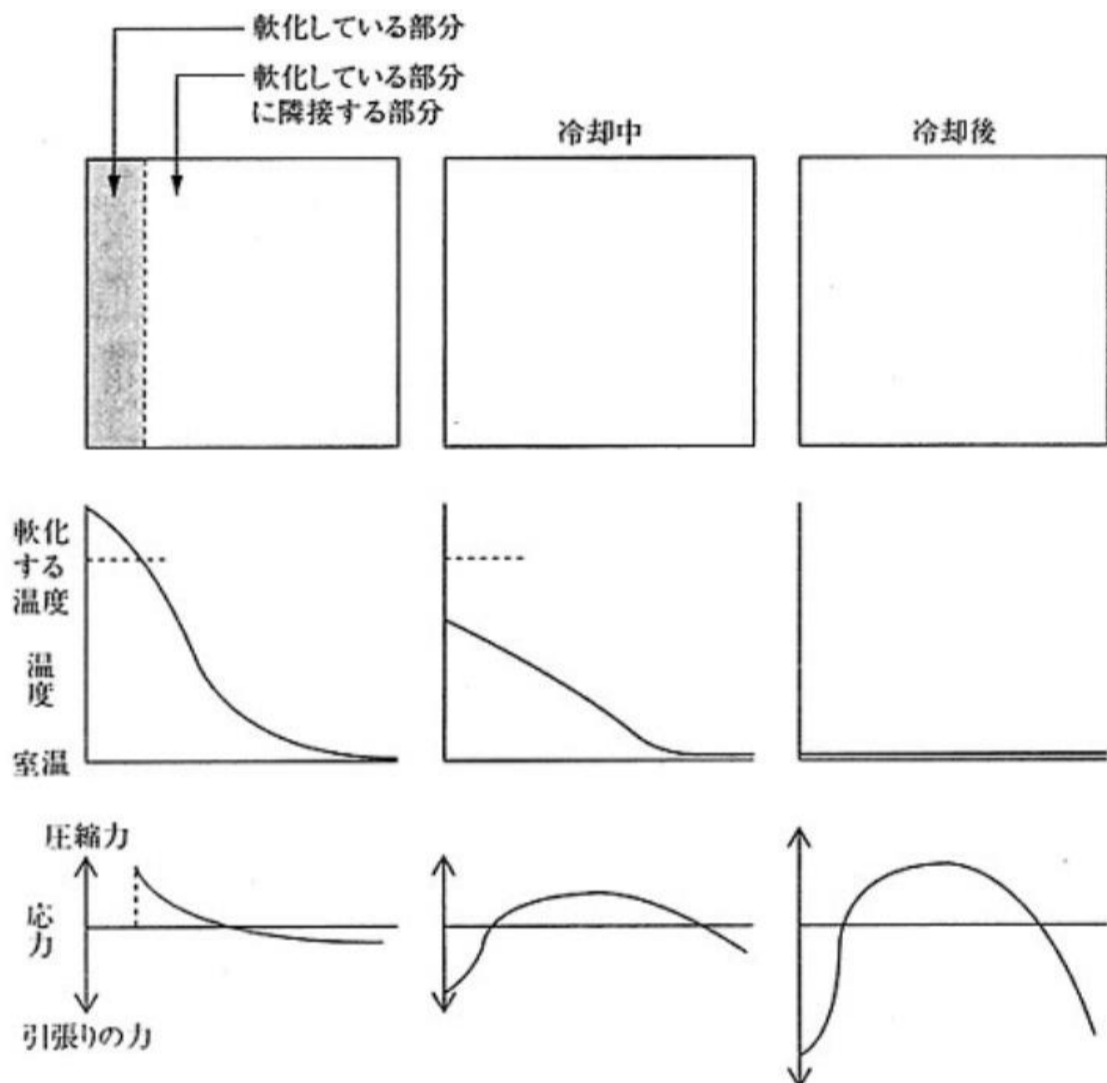 軟化している部分
軟化している部分
に隣接する部分
冷却中
冷却後
軟化
する
温度
温度
室温
圧縮力
応力
引張りの力